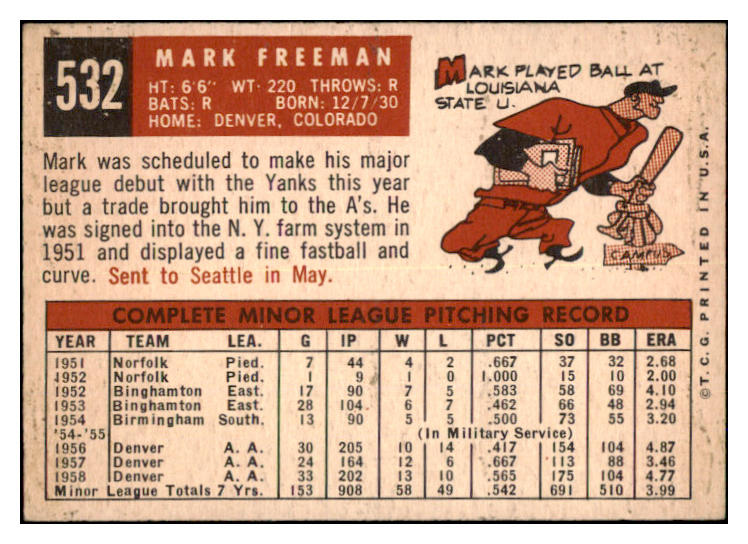 532
MARK FREEMAN
HT: 6'6" WT: 220 THROWS: R
BATS: R BORN: 12/7/30
HOME: DENVER, COLORADO
MARK PLAYED BALL AT
LOUISIANA
STATE U.
CAMPUS
Mark was scheduled to make his major
league debut with the Yanks this year
but a trade brought him to the A's. He
was signed into the N. Y. farm system in
1951 and displayed a fine fastball and
curve. Sent to Seattle in May.
COMPLETE MINOR LEAGUE PITCHING RECORD
YEAR TEAM LEA. G IP W L PCT SO BB ERA
1951 Norfolk Pied. 7 44 4 2 .667 37 32 2.68
1952 Norfolk Pied. 1 9 1 0 1.000 15 10 2.00
1952 Binghamton East. 17 90 7 5 .583 58 69 4.10
1953 Binghamton East. 28 104 6 7 .462 66 48 2.94
1954 Birmingham South. 13 90 5 5 .500 73 55 3.20
'54-'55 (In Military Service)
1956 Denver A. A. 30 205 10 14 .417 154 104 4.87
1957 Denver A. A. 24 164 12 6 .667 113 88 3.46
1958 Denver A. A. 33 202 13 10 .565 175 104 4.77
Minor League Totals 7 Yrs. 153 908 58 49 .542 691 510 3.99
© T. C. G. PRINTED IN U. S. A.